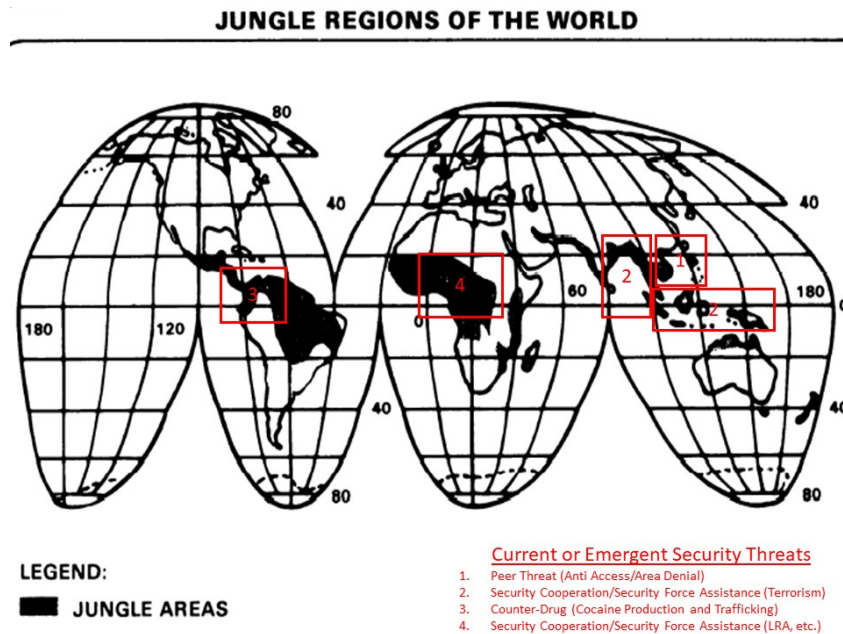 JUNGLE REGIONS OF THE WORLD
80
40
40
180
120
0
60
180
0
40
40
80
80
3
4
2
1
2
LEGEND:
JUNGLE AREAS
Current or Emergent Security Threats
1. Peer Threat (Anti Access/Area Denial)
2. Security Cooperation/Security Force Assistance (Terrorism)
3. Counter-Drug (Cocaine Production and Trafficking)
4. Security Cooperation/Security Force Assistance (LRA, etc.)